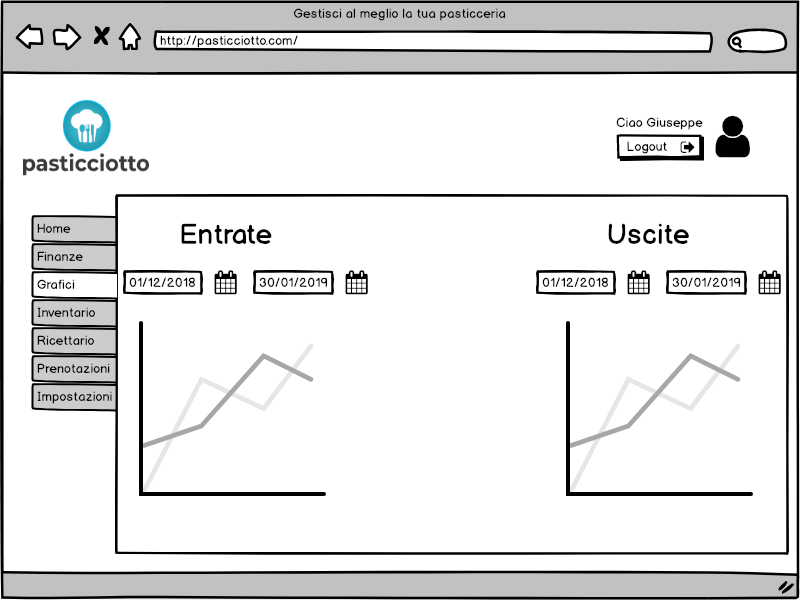 Gestisci al meglio la tua pasticceria
http://pasticciotto.com/
pasticciotto
Ciao Giuseppe
Logout
Home
Finanze
Grafici
Inventario
Ricettario
Prenotazioni
Impostazioni
Entrate
01/12/2018 30/01/2019
Uscite
01/12/2018 30/01/2019